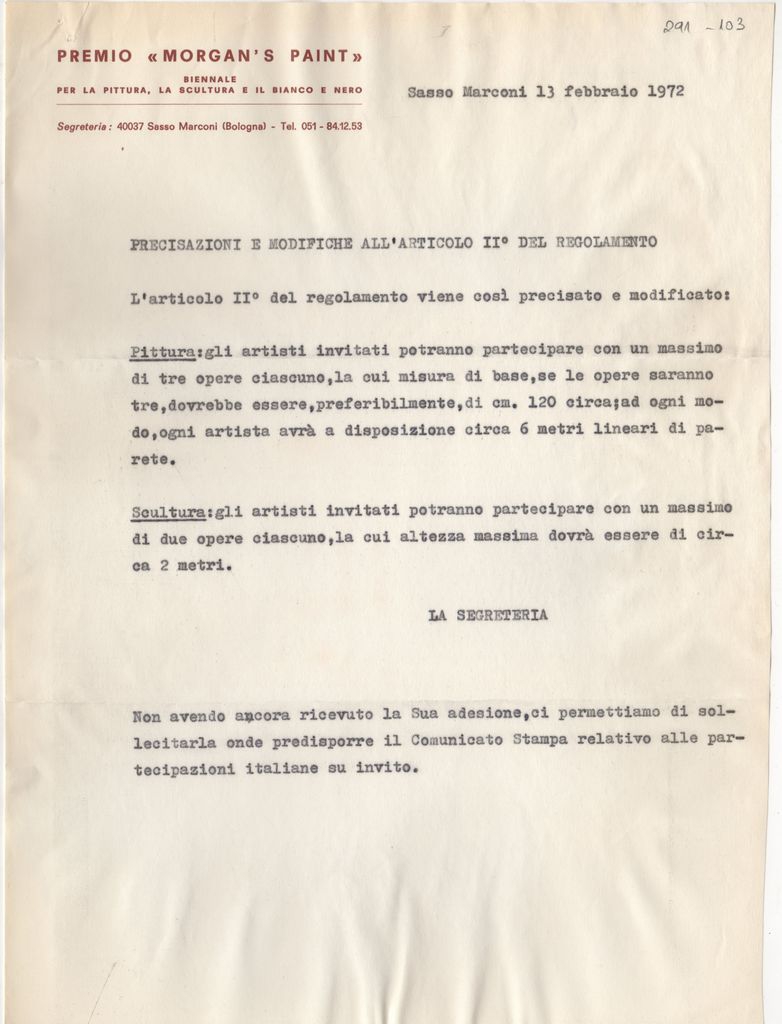 291 - 103
PREMIO «MORGAN'S PAINT»
BIENNALE
PER LA PITTURA, LA SCULTURA E IL BIANCO E NERO
Segreteria : 40037 Sasso Marconi (Bologna) - Tel. 051 - 84.12.53
Sasso Marconi 13 febbraio 1972
PRECISAZIONI E MODIFICHE ALL'ARTICOLO II° DEL REGOLAMENTO
L'articolo II° del regolamento viene così precisato e modificato:
Pittura:gli artisti invitati potranno partecipare con un massimo
di tre opere ciascuno,la cui misura di base,se le opere saranno
tre,dovrebbe essere,preferibilmente,di cm. 120 circa;ad ogni mo-
do,ogni artista avrà a disposizione circa 6 metri lineari di pa-
rete.
Scultura:gli artisti invitati potranno partecipare con un massimo
di due opere ciascuno,la cui altezza massima dovrà essere di cir-
ca 2 metri.
LA SEGRETERIA
Non avendo ancora ricevuto la Sua adesione,ci permettiamo di sol-
lecitarla onde predisporre il Comunicato Stampa relativo alle par-
tecipazioni italiane su invito.